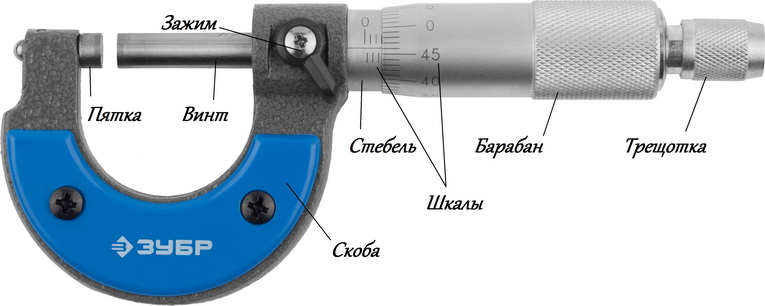 Зажим
0
0
45
40
Пятка
Винт
Стебель
Барабан
Трещотка
Шкалы
ЗУБР
Скоба